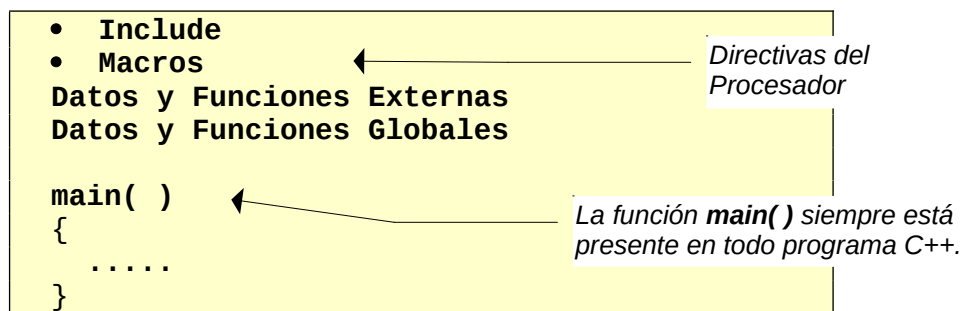 • Include
• Macros
Directivas del
Procesador
Datos y Funciones Externas
Datos y Funciones Globales
main( )
La función main( ) siempre está
presente en todo programa C++.
{
.....
}